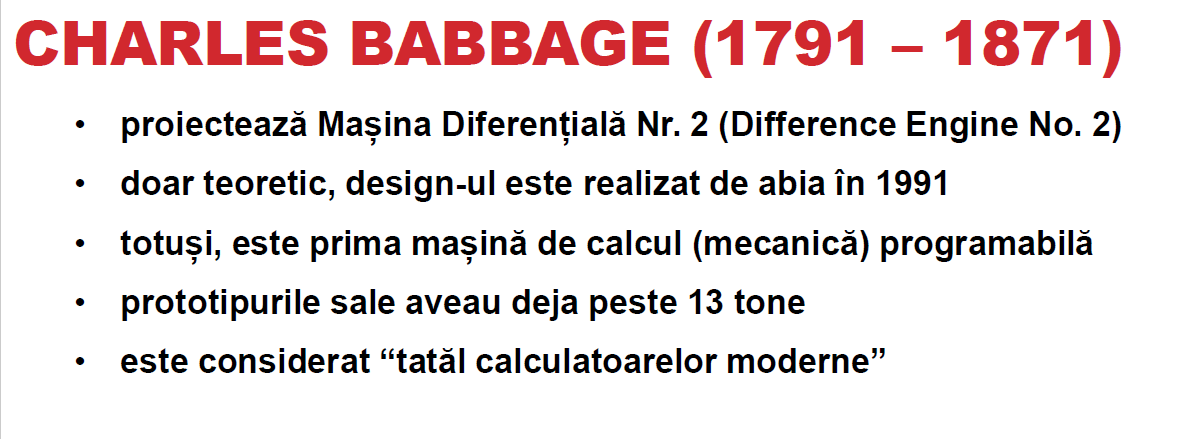 CHARLES BABBAGE (1791 – 1871)
• proiectează Mașina Diferențială Nr. 2 (Difference Engine No. 2)
• doar teoretic, design-ul este realizat de abia în 1991
• totuși, este prima mașină de calcul (mecanică) programabilă
• prototipurile sale aveau deja peste 13 tone
• este considerat “tatăl calculatoarelor moderne”